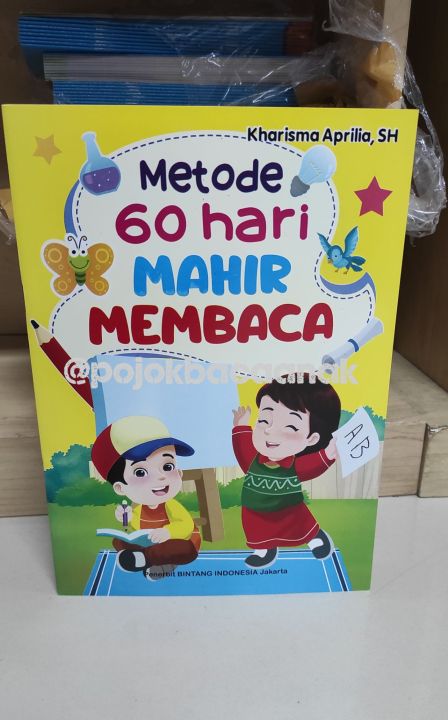 Kharisma Aprilia, SH
Metode
60 hari
MAHIR
MEMBACA
@pojokbacaanak
AB
Penerbit BINTANG INDONESIA Jakarta